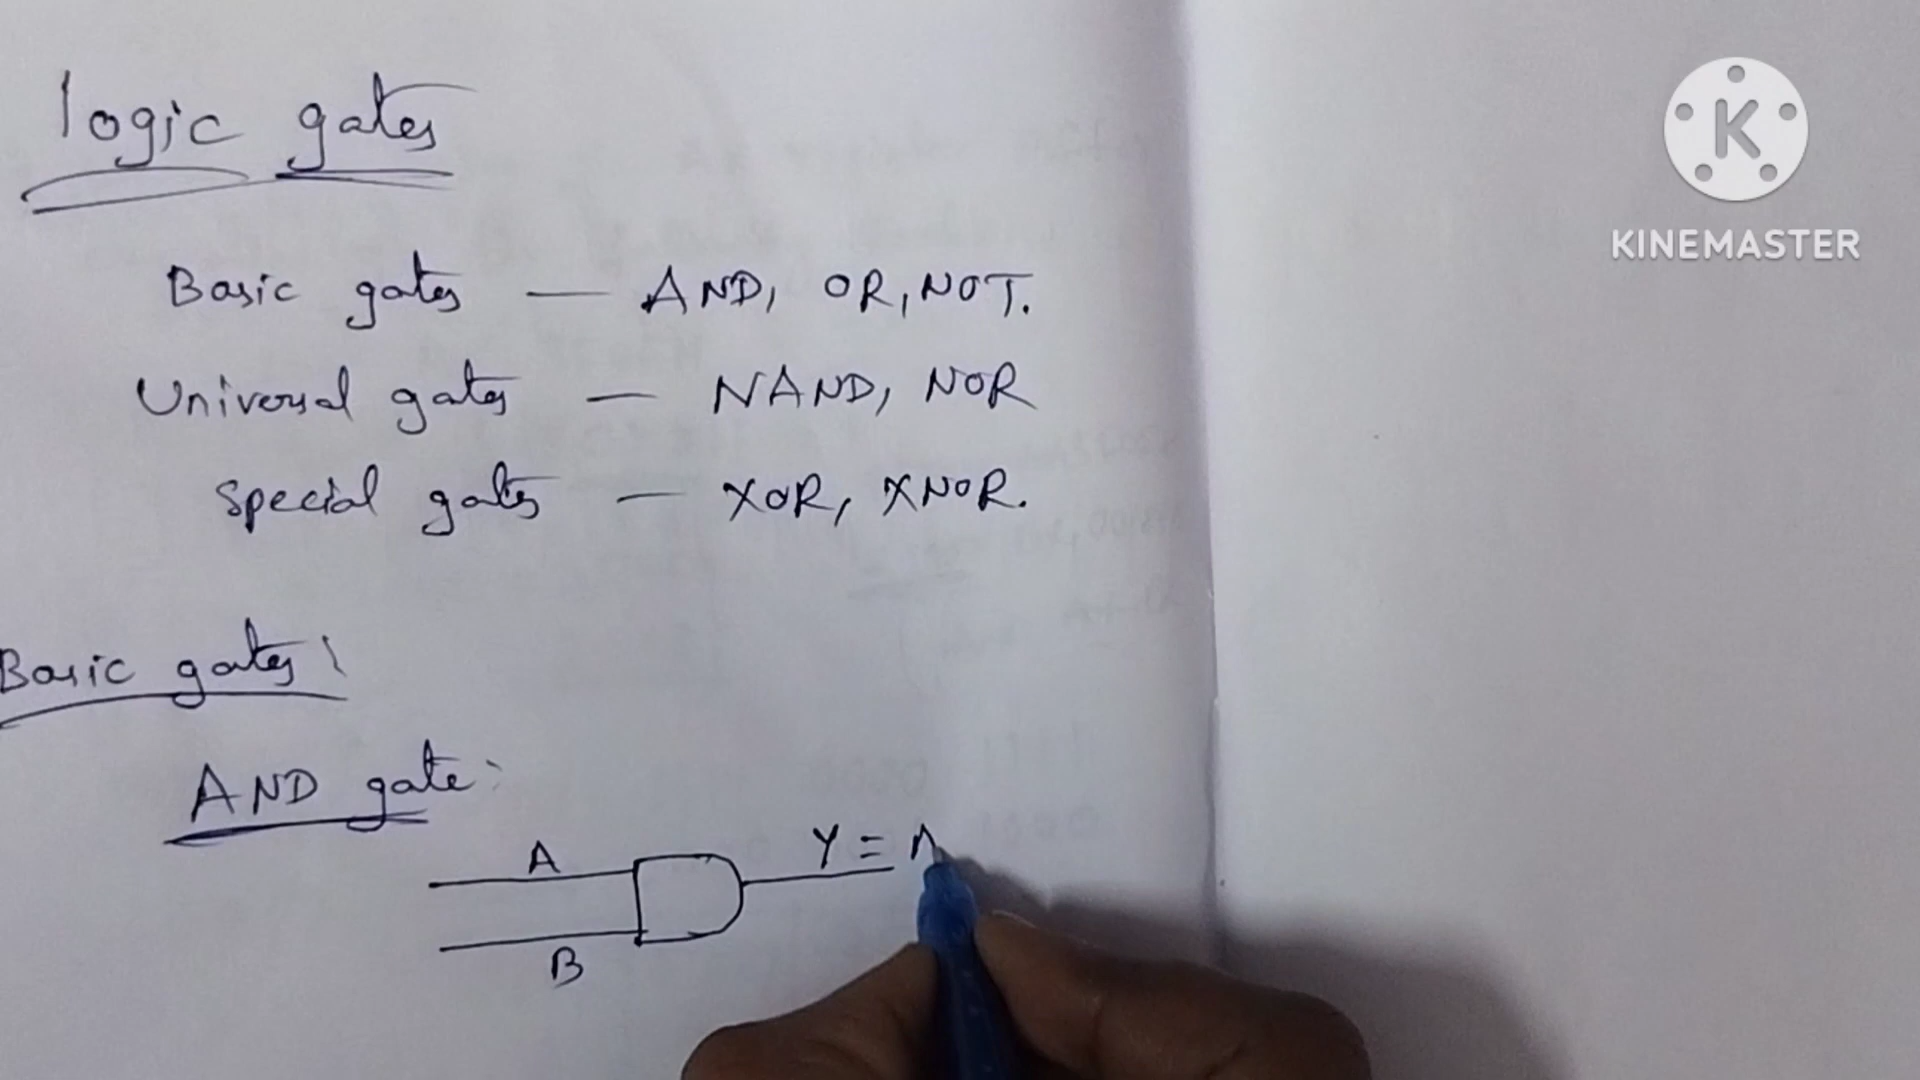 logic gates
KINEMASTER
Basic gates — AND, OR, NOT.
Universal gates — NAND, NOR
Special gates — XOR, XNOR.
Basic gates:
AND gate:
A
Y = A
B